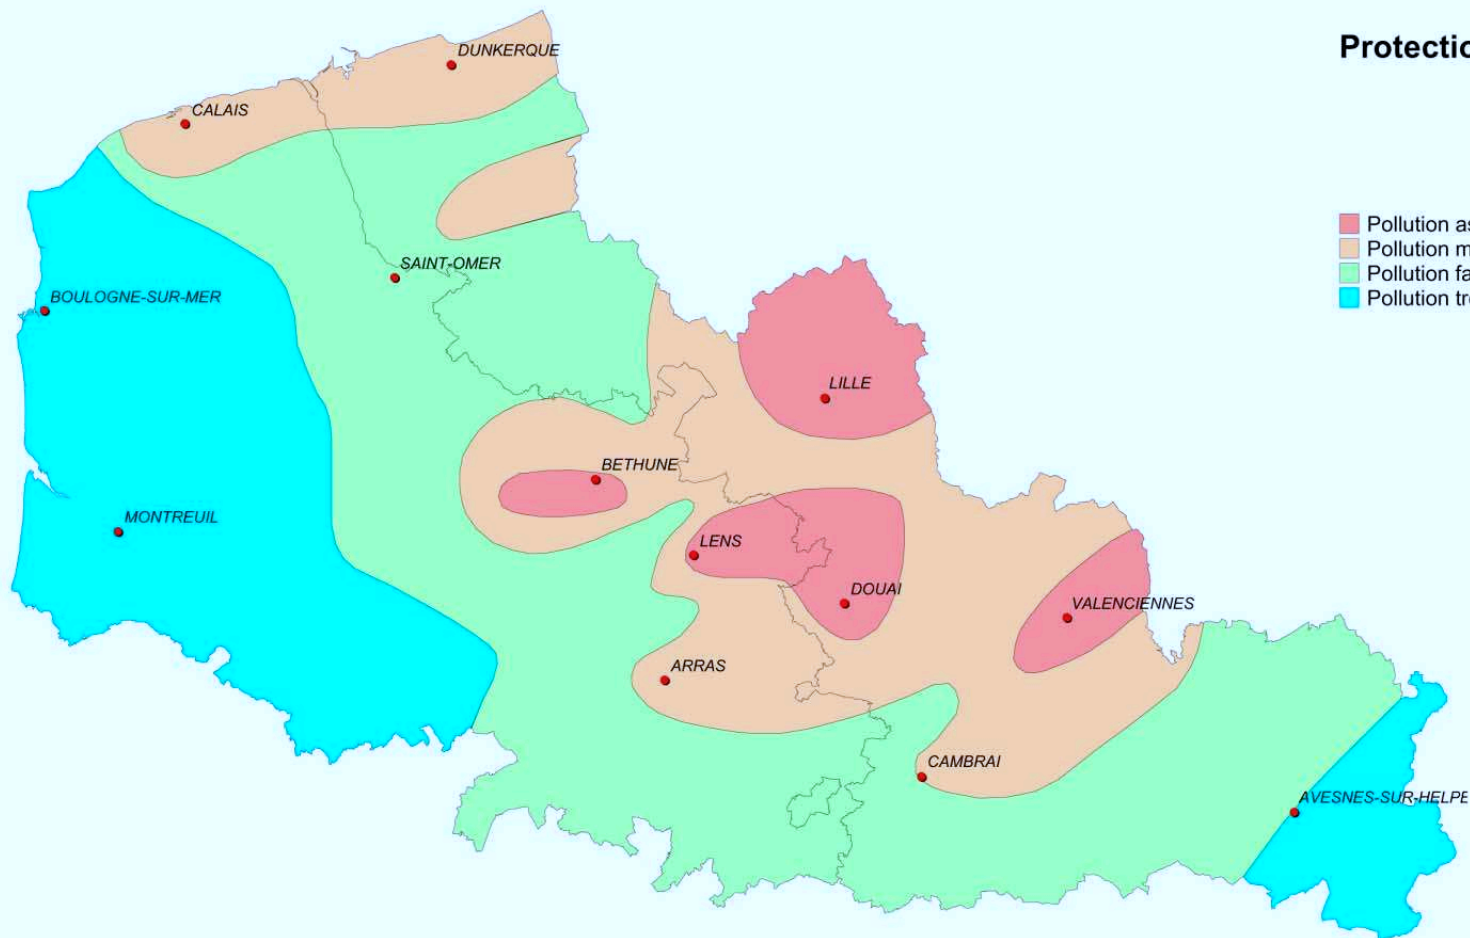 Protectio
DUNKERQUE
CALAIS
Pollution as
Pollution m
Pollution fa
Pollution tr
SAINT-OMER
BOULOGNE-SUR-MER
LILLE
BETHUNE
MONTREUIL
LENS
DOUAI
VALENCIENNES
ARRAS
CAMBRAI
AVESNES-SUR-HELPE